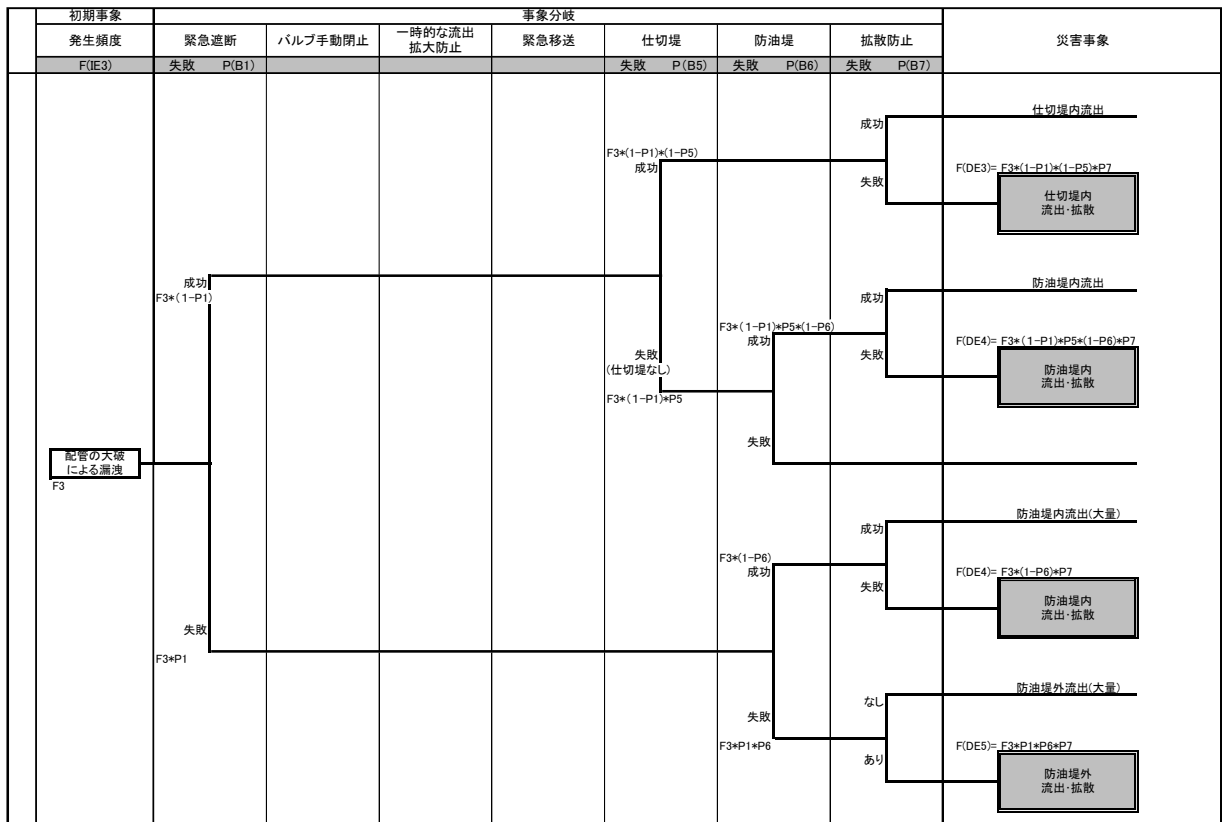 初期事象
事象分岐
発生頻度
緊急遮断
バルブ手動閉止
一時的な流出
拡大防止
緊急移送
仕切堤
防油堤
拡散防止
災害事象
F(IE3)
失敗 P(B1)
失敗 P(B5)
失敗 P(B6)
失敗 P(B7)
仕切堤内流出
成功
F3*(1-P1)*(1-P5)
成功
失敗
F(DE3)= F3*(1-P1)*(1-P5)*P7
仕切堤内
流出・拡散
成功
F3*(1-P1)
防油堤内流出
成功
F3*(1-P1)*P5*(1-P6)
成功
失敗
(仕切堤なし)
失敗
F(DE4)= F3*(1-P1)*P5*(1-P6)*P7
防油堤内
流出・拡散
F3*(1-P1)*P5
失敗
配管の大破
による漏洩
F3
防油堤内流出(大量)
成功
F3*(1-P6)
成功
失敗
F(DE4)= F3*(1-P6)*P7
防油堤内
流出・拡散
失敗
F3*P1
防油堤外流出(大量)
なし
失敗
F3*P1*P6
あり
F(DE5)= F3*P1*P6*P7
防油堤外
流出・拡散